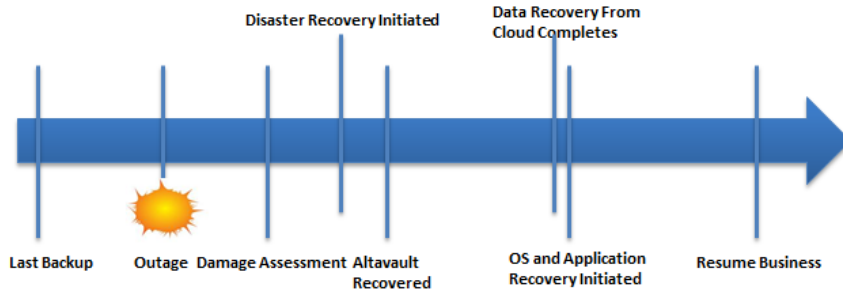 Disaster Recovery Initiated
Data Recovery From
Cloud Completes
Last Backup
Outage
Damage Assessment
Altavault
Recovered
OS and Application
Recovery Initiated
Resume Business